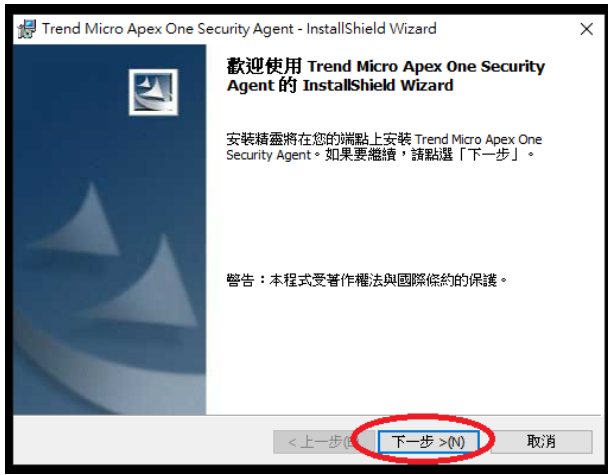 Trend Micro Apex One Security Agent - InstallShield Wizard
歡迎使用 Trend Micro Apex One Security
Agent 的 InstallShield Wizard
安裝精靈將在您的端點上安裝 Trend Micro Apex One
Security Agent。如果要繼續，請點選「下一步」。
警告：本程式受著作權法與國際條約的保護。
<上一步 下一步 >(N) 取消